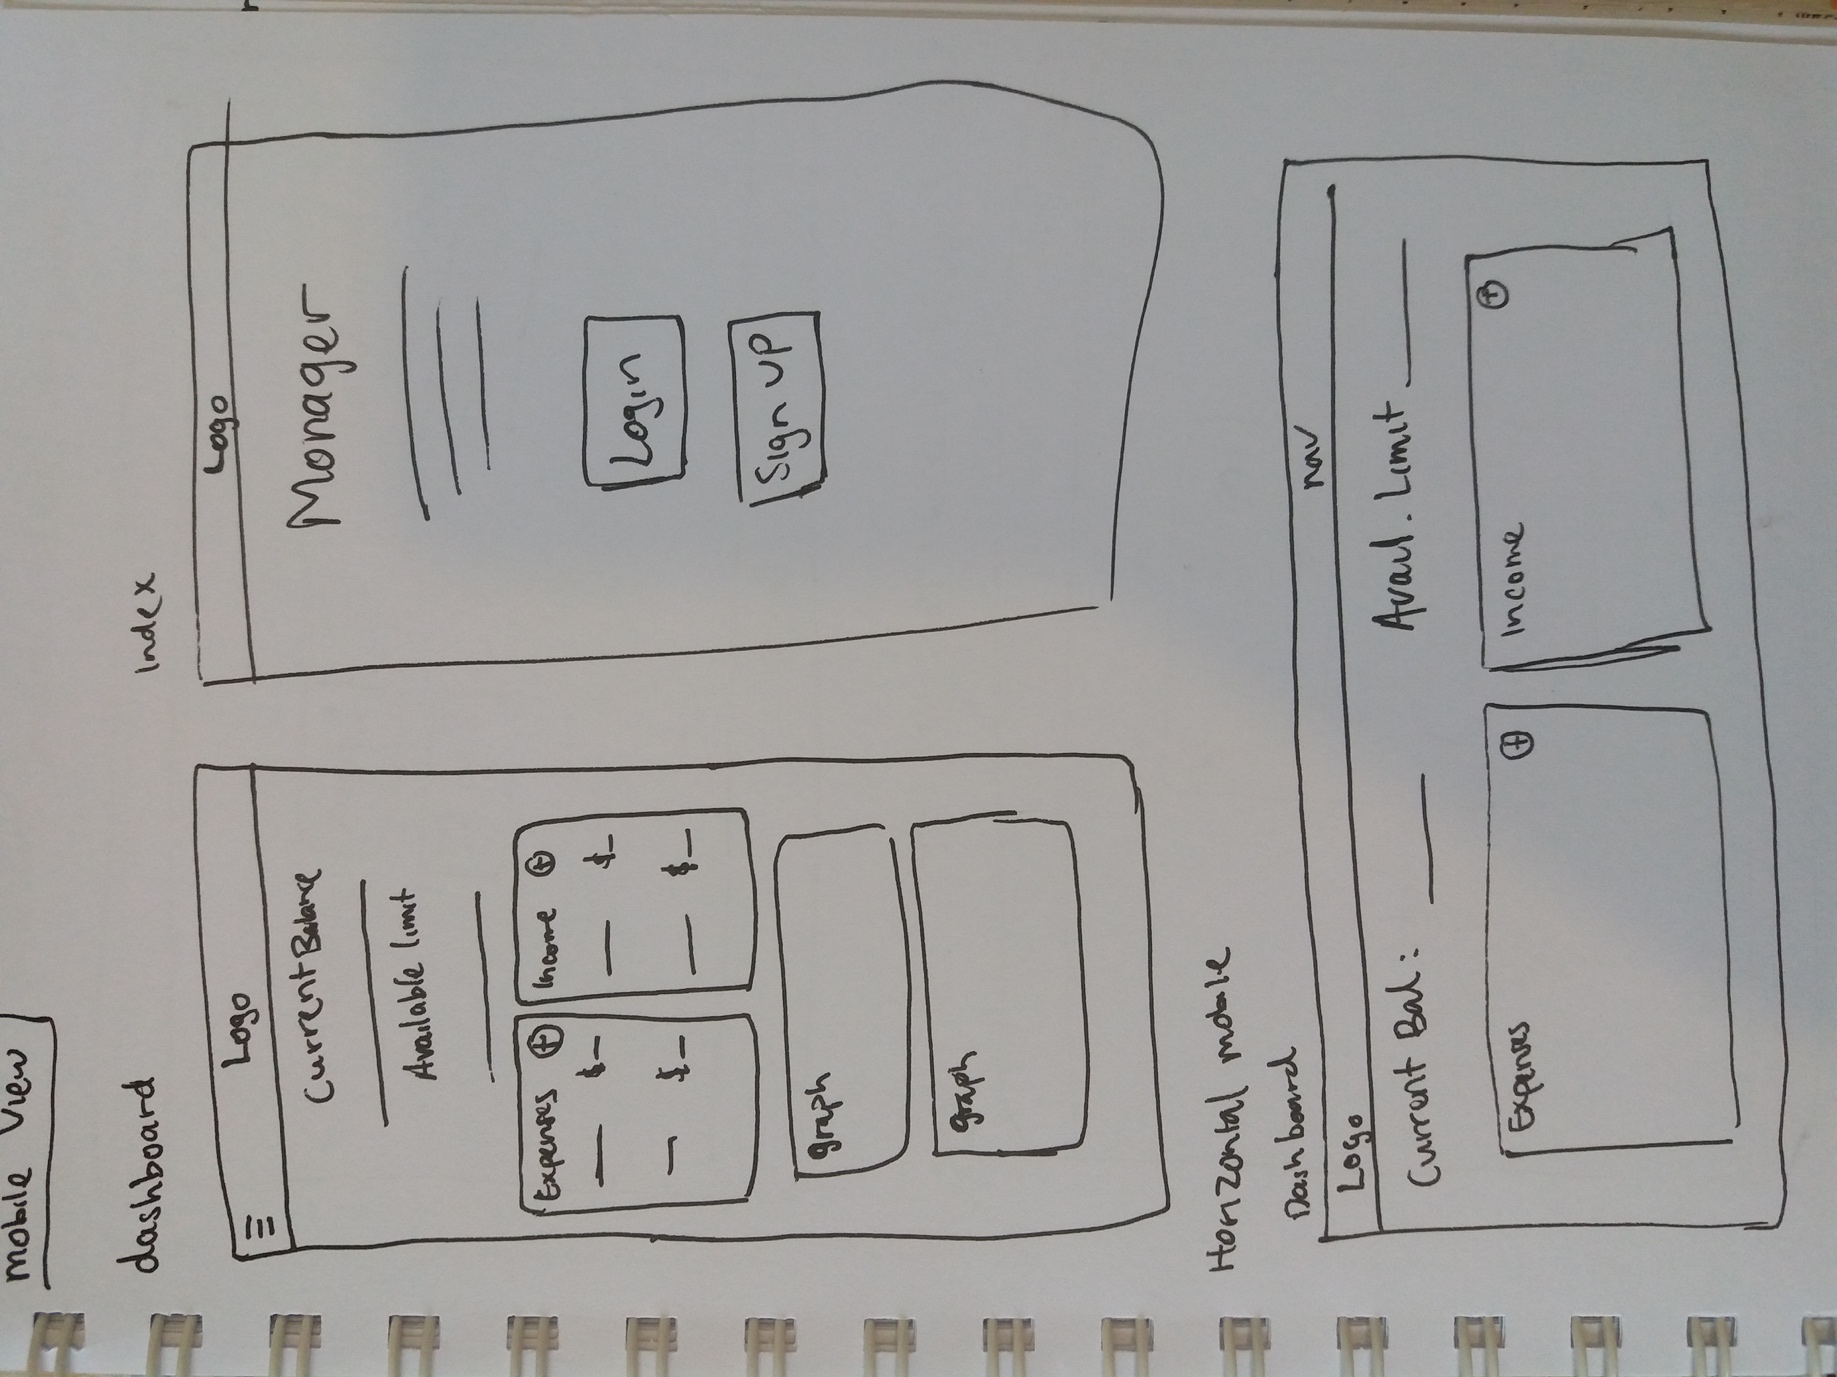 mobile view
dashboard
Logo
Current Balance
Available limit
Expenses +
$
$
Income +
$
$
graph
graph
Index
Logo
Monager
Login
Sign up
Horizontal mobile
Dashboard
Logo
nav
Current Bal:
Avail. Limit
Expenses +
Income +